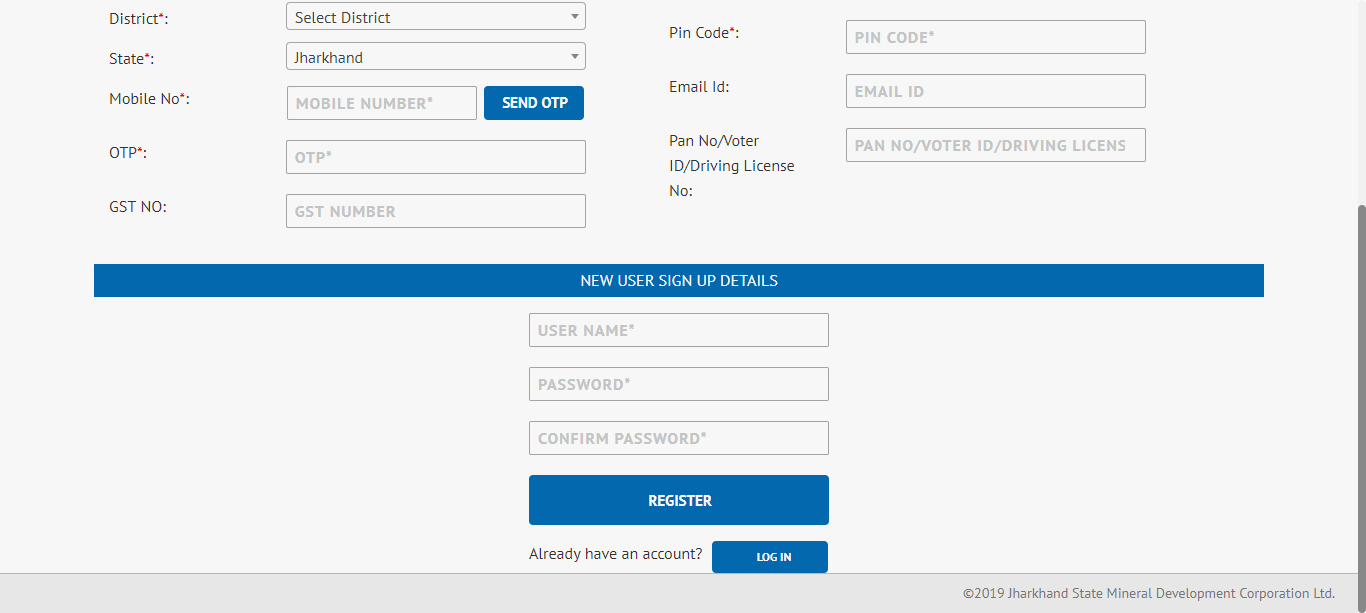 District*:
Select District
State*:
Jharkhand
Mobile No*:
MOBILE NUMBER*
SEND OTP
OTP*:
OTP*
GST NO:
GST NUMBER
Pin Code*:
PIN CODE*
Email Id:
EMAIL ID
Pan No/Voter
ID/Driving License
No:
PAN NO/VOTER ID/DRIVING LICENS
NEW USER SIGN UP DETAILS
USER NAME*
PASSWORD*
CONFIRM PASSWORD*
REGISTER
Already have an account?
LOG IN
©2019 Jharkhand State Mineral Development Corporation Ltd.